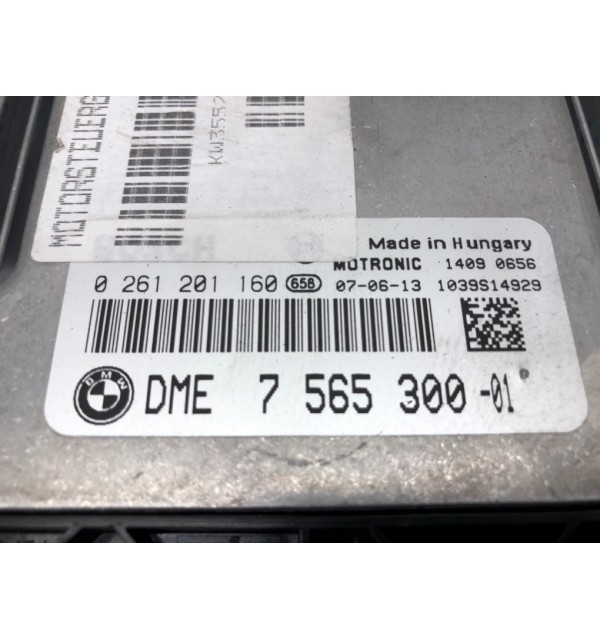 MOTORSTEUERG
KW3557
Made in Hungary
MOTRONIC 1409 0656
0 261 201 160 658 07-06-13 1039S14929
BMW DME 7 565 300 -01